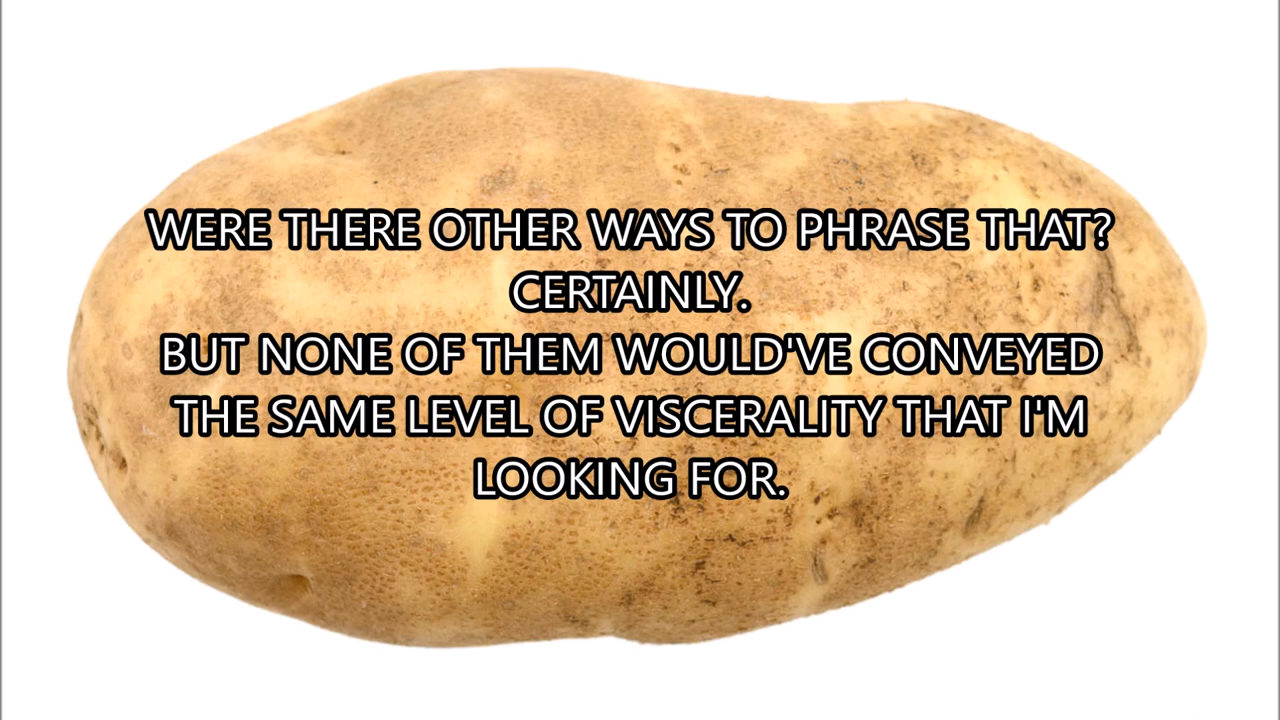 WERE THERE OTHER WAYS TO PHRASE THAT?
CERTAINLY.
BUT NONE OF THEM WOULD'VE CONVEYED
THE SAME LEVEL OF VISCERALITY THAT I'M
LOOKING FOR.